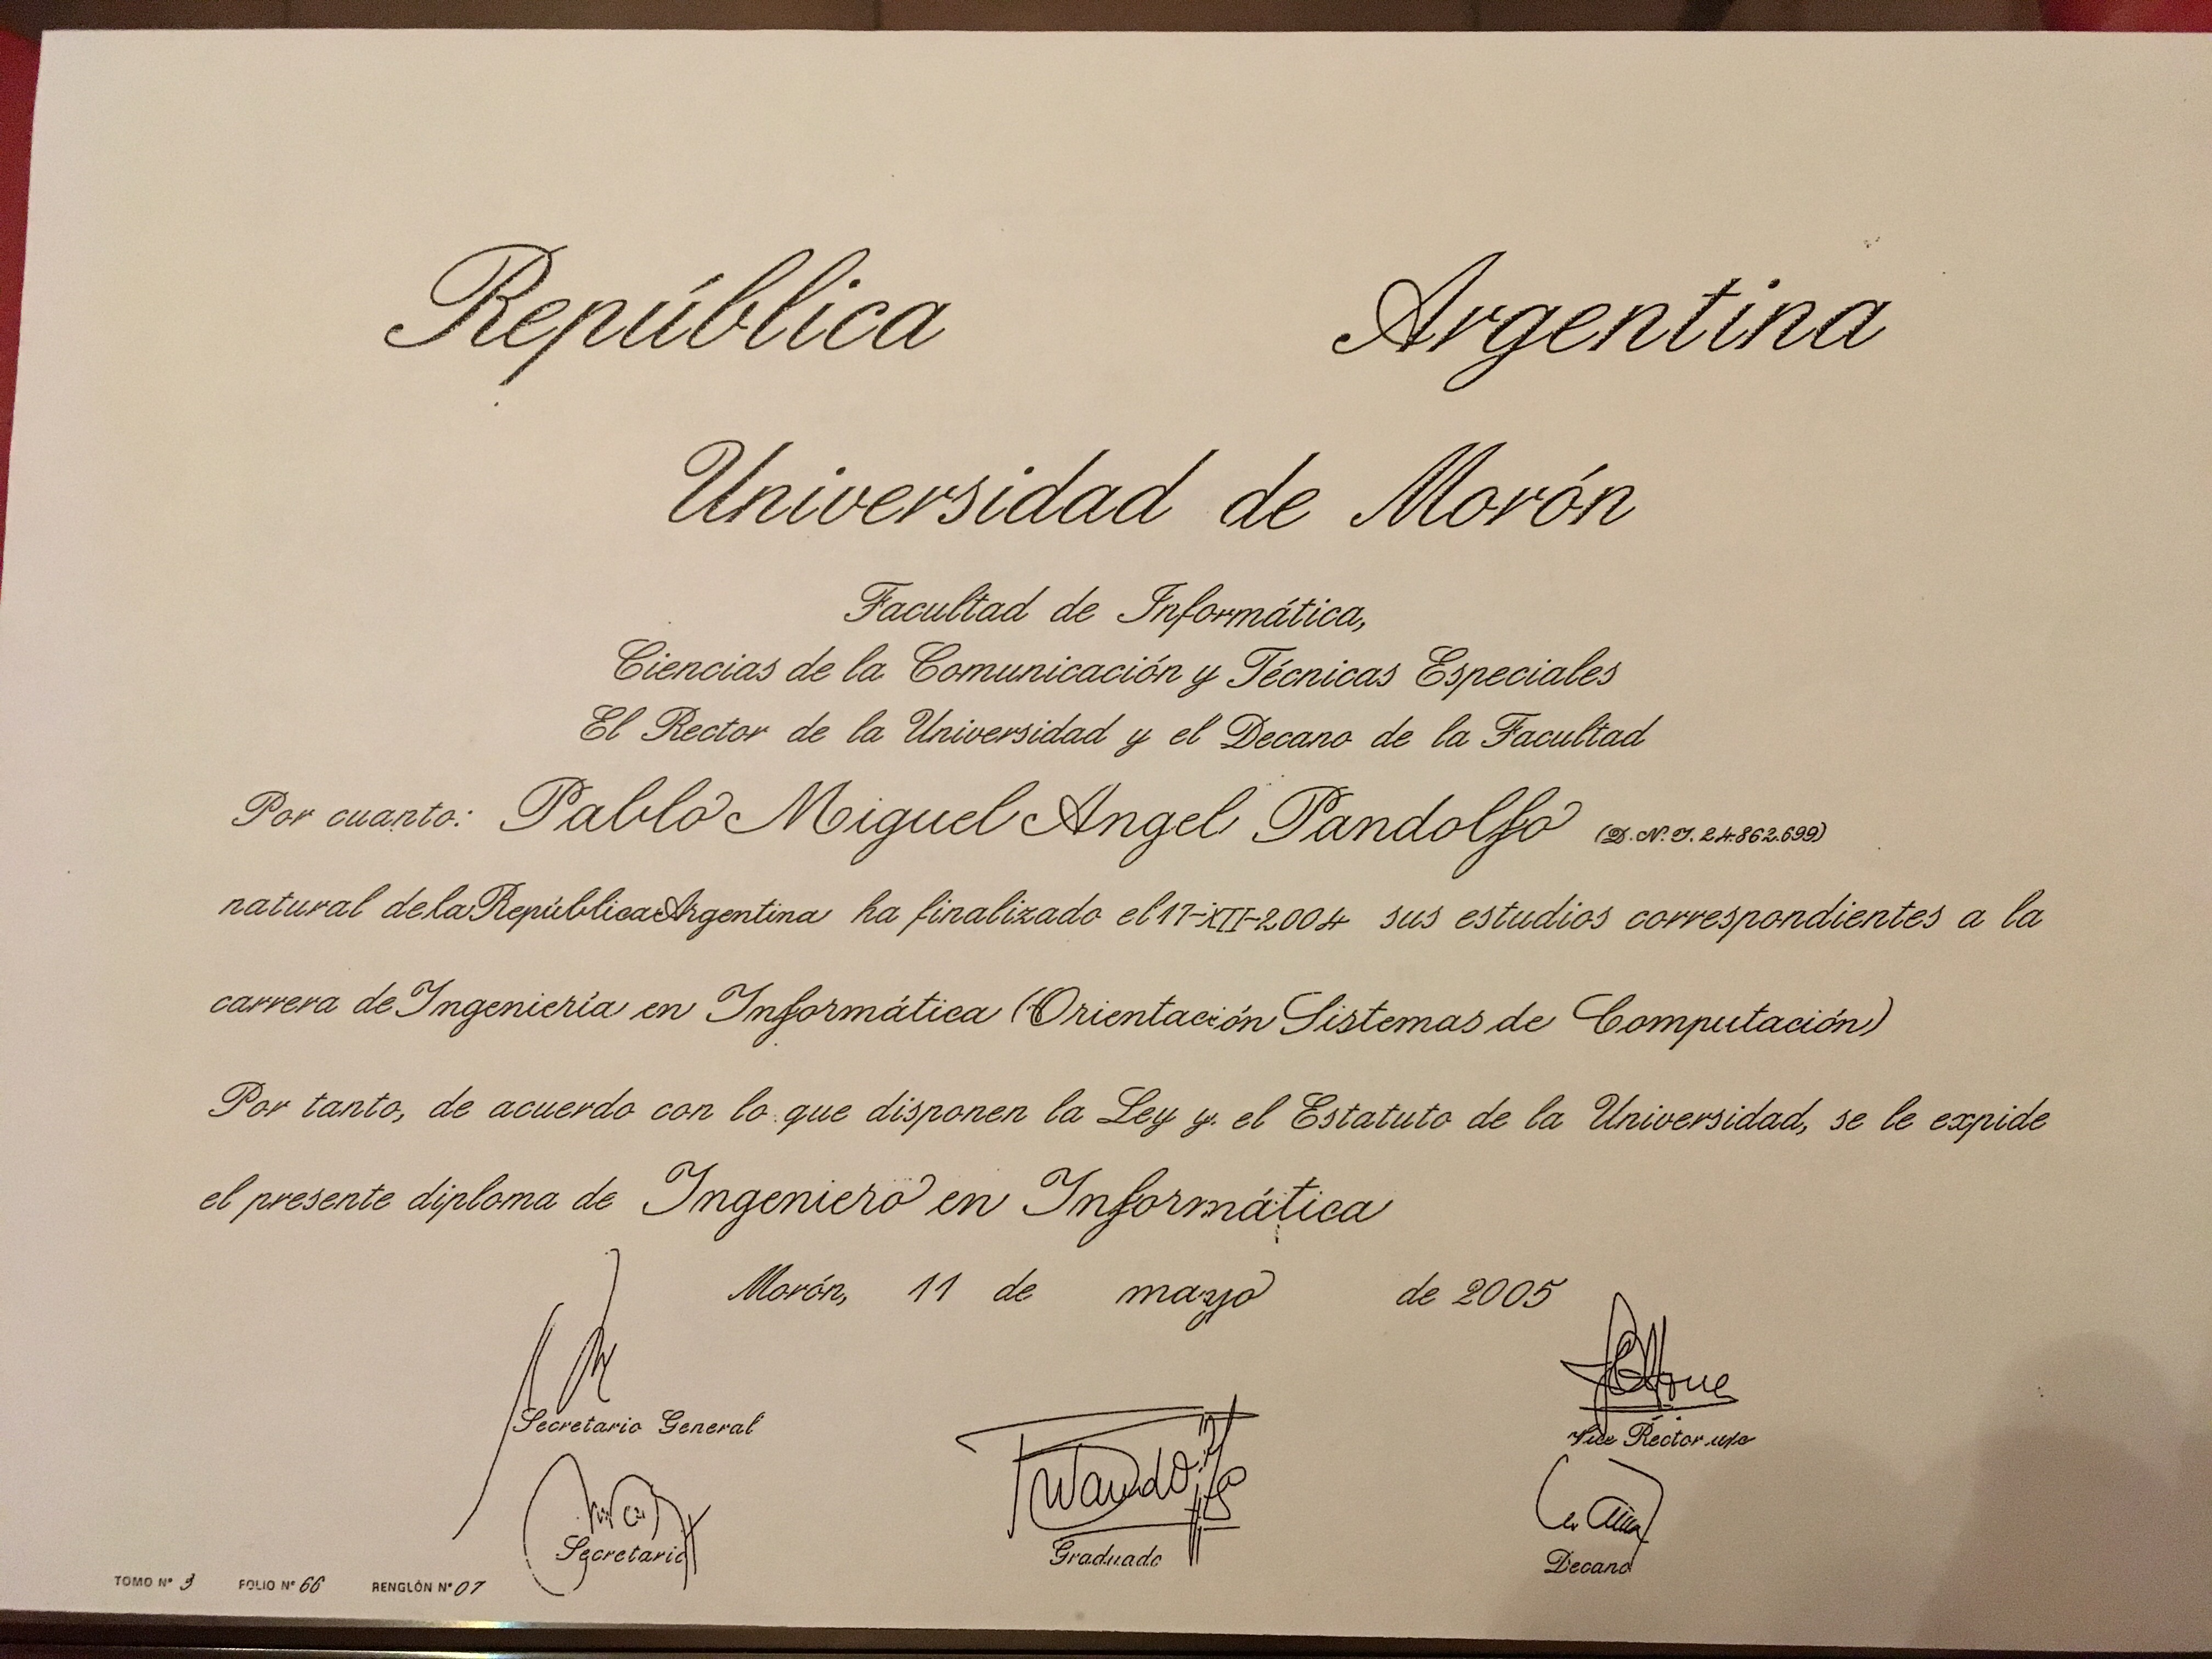 República Argentina
Universidad de Morón
Facultad de Informática,
Ciencias de la Comunicación y Técnicas Especiales
El Rector de la Universidad y el Decano de la Facultad
Por cuanto: Pablo Miguel Angel Pandolfo (D.N.I. 24.862.699)
natural de la República Argentina ha finalizado el 17-XII-2004 sus estudios correspondientes a la
carrera de Ingeniería en Informática (Orientación Sistemas de Computación)
Por tanto, de acuerdo con lo que disponen la Ley y el Estatuto de la Universidad, se le expide
el presente diploma de Ingeniero en Informática
Morón, 11 de mayo de 2005
Secretario General
Rector
Secretario
Graduado
Decano
TOMO Nº 3 FOLIO Nº 66 RENGLÓN Nº 07